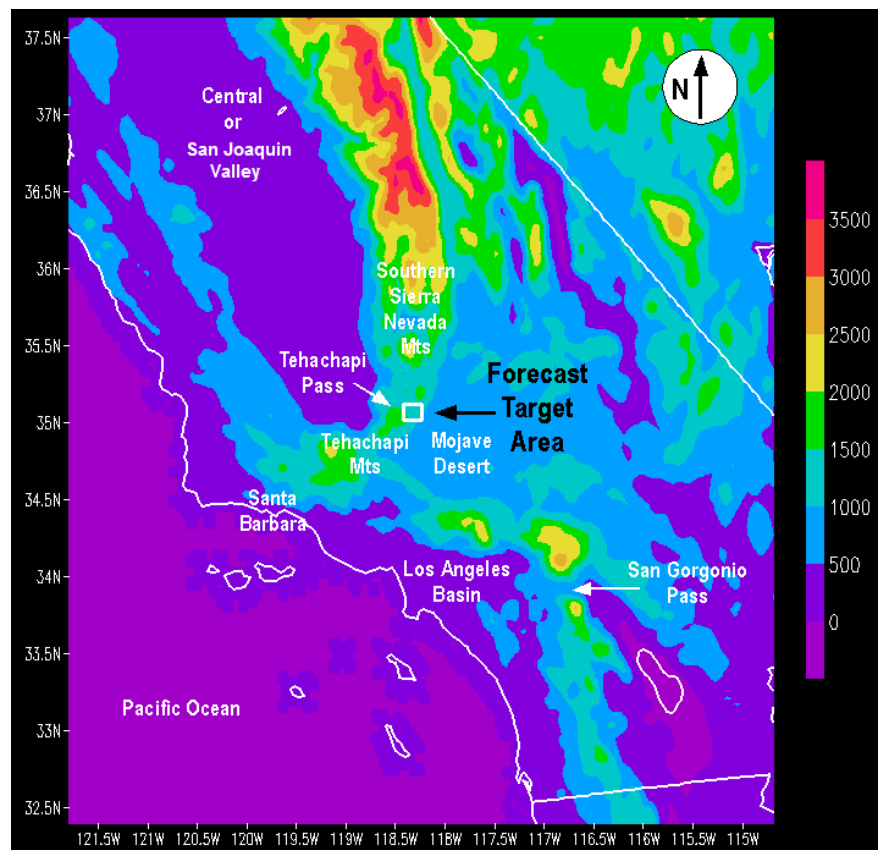 37.5N
37N
36.5N
36N
35.5N
35N
34.5N
34N
33.5N
33N
32.5N
Central
or
San Joaquin
Valley
N
Southern
Sierra
Nevada
Mts
Tehachapi
Pass
Forecast
Target
Area
Tehachapi
Mts
Mojave
Desert
Santa
Barbara
Los Angeles
Basin
San Gorgonio
Pass
Pacific Ocean
3500
3000
2500
2000
1500
1000
500
0
121.5W 121W 120.5W 120W 119.5W 119W 118.5W 118W 117.5W 117W 116.5W 116W 115.5W 115W